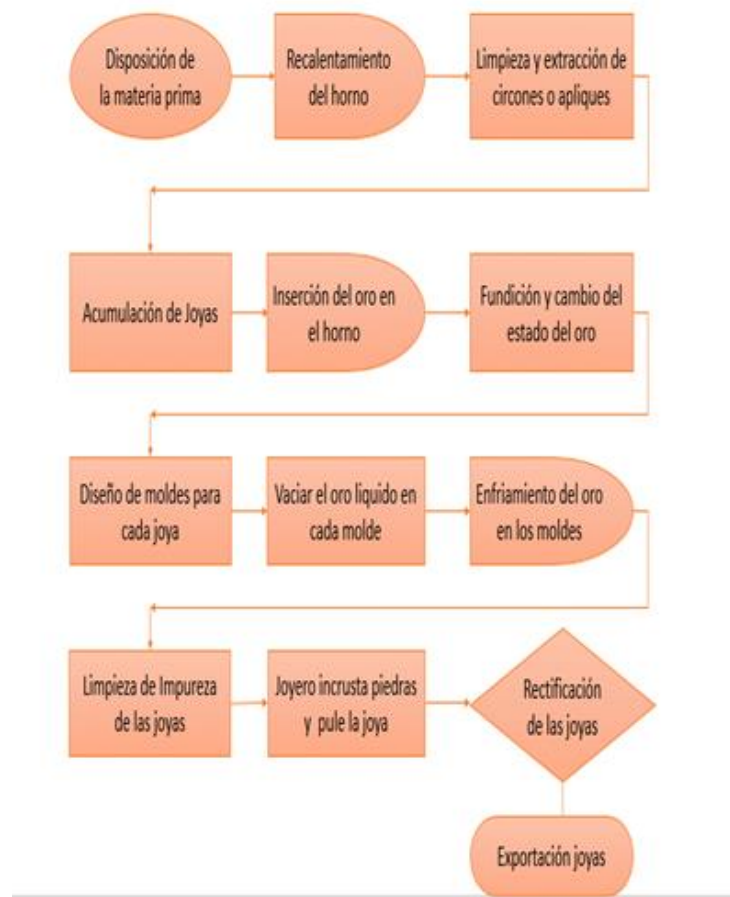 Disposición de
la materia prima
Recalentamiento
del horno
Limpieza y extracción de
circones o apliques
Acumulación de Joyas
Inserción del oro en
el horno
Fundición y cambio del
estado del oro
Diseño de moldes para
cada joya
Vaciar el oro liquido en
cada molde
Enfriamiento del oro
en los moldes
Limpieza de Impureza
de las joyas
Joyero incrusta piedras
y pule la joya
Rectificación
de las joyas
Exportación joyas